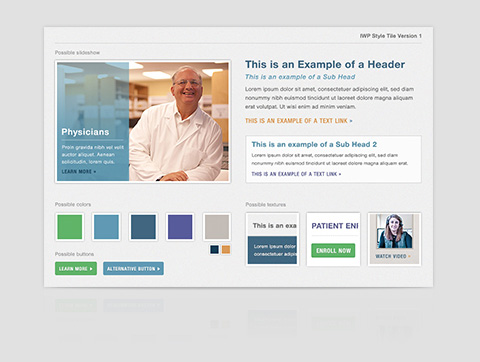 IWP Style Tile Version 1
Possible slideshow
Physicians
Proin gravida nibh vel velit
auctor aliquet. Aenean
sollicitudin, lorem quis.
LEARN MORE
This is an Example of a Header
This is an example of a Sub Head
Lorem ipsum dolor sit amet, consectetuer adipiscing elit, sed diam
nonummy nibh euismod tincidunt ut laoreet dolore magna aliquam
erat volutpat. Ut wisi enim ad minim veniam.
THIS IS AN EXAMPLE OF A TEXT LINK »
This is an example of a Sub Head 2
Lorem ipsum dolor sit amet, consectetuer adipiscing elit, sed diam
nonummy nibh euismod tincidunt ut laoreet dolore.
THIS IS AN EXAMPLE OF A TEXT LINK »
Possible colors
Possible buttons
LEARN MORE
ALTERNATIVE BUTTON
Possible textures
This is an exa
Lorem ipsum dolor
consectetuer adipis
PATIENT ENR
ENROLL NOW
WATCH VIDEO